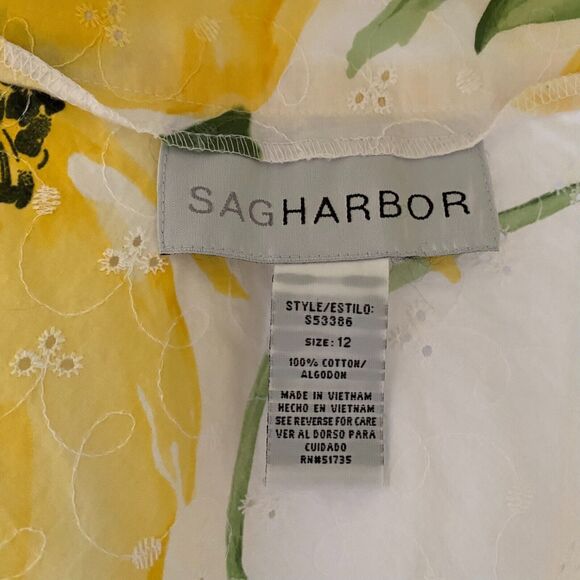 SAGHARBOR
STYLE/ESTILO:
S53386
SIZE: 12
100% COTTON/
ALGODON
MADE IN VIETNAM
HECHO EN VIETNAM
SEE REVERSE FOR CARE
VER AL DORSO PARA
CUIDADO
RN#51735